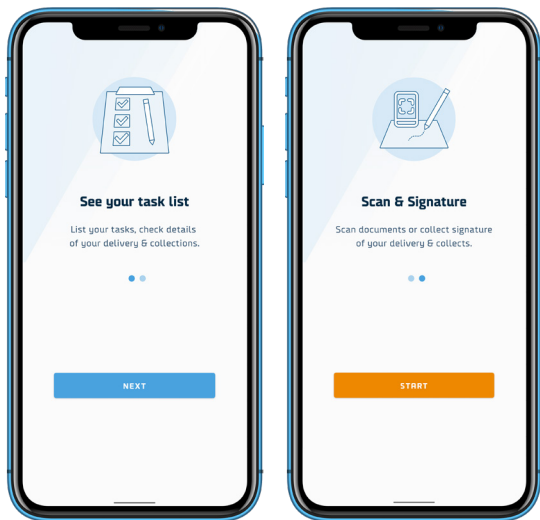 See your task list
List your tasks, check details
of your delivery & collections.
NEXT
Scan & Signature
Scan documents or collect signature
of your delivery & collects.
START